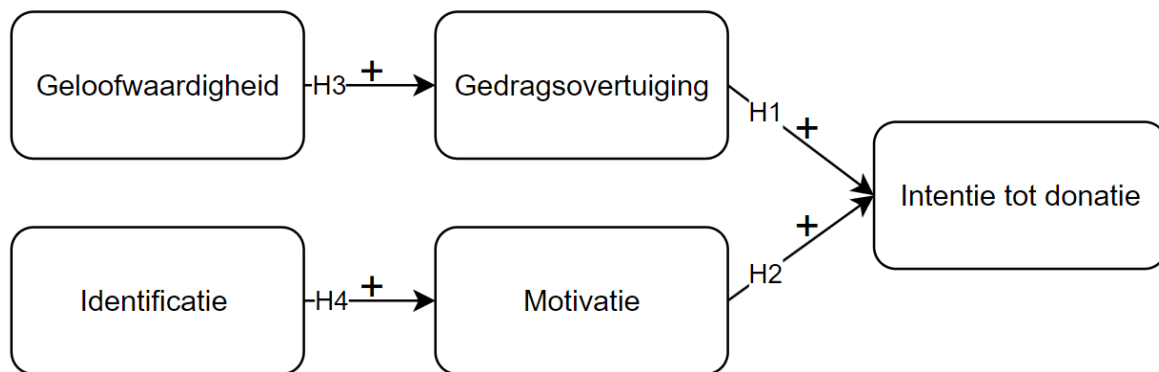 Geloofwaardigheid
H3
+
Gedragsovertuiging
H1
+
Intentie tot donatie
Identificatie
H4
+
Motivatie
H2
+